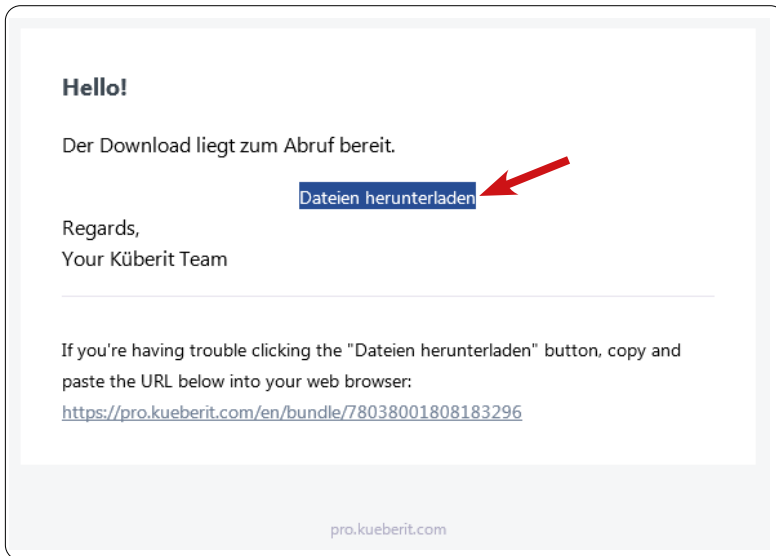 Hello!
Der Download liegt zum Abruf bereit.
Dateien herunterladen
Regards,
Your Küberit Team
If you're having trouble clicking the "Dateien herunterladen" button, copy and
paste the URL below into your web browser:
https://pro.kueberit.com/en/bundle/78038001808183296
pro.kueberit.com